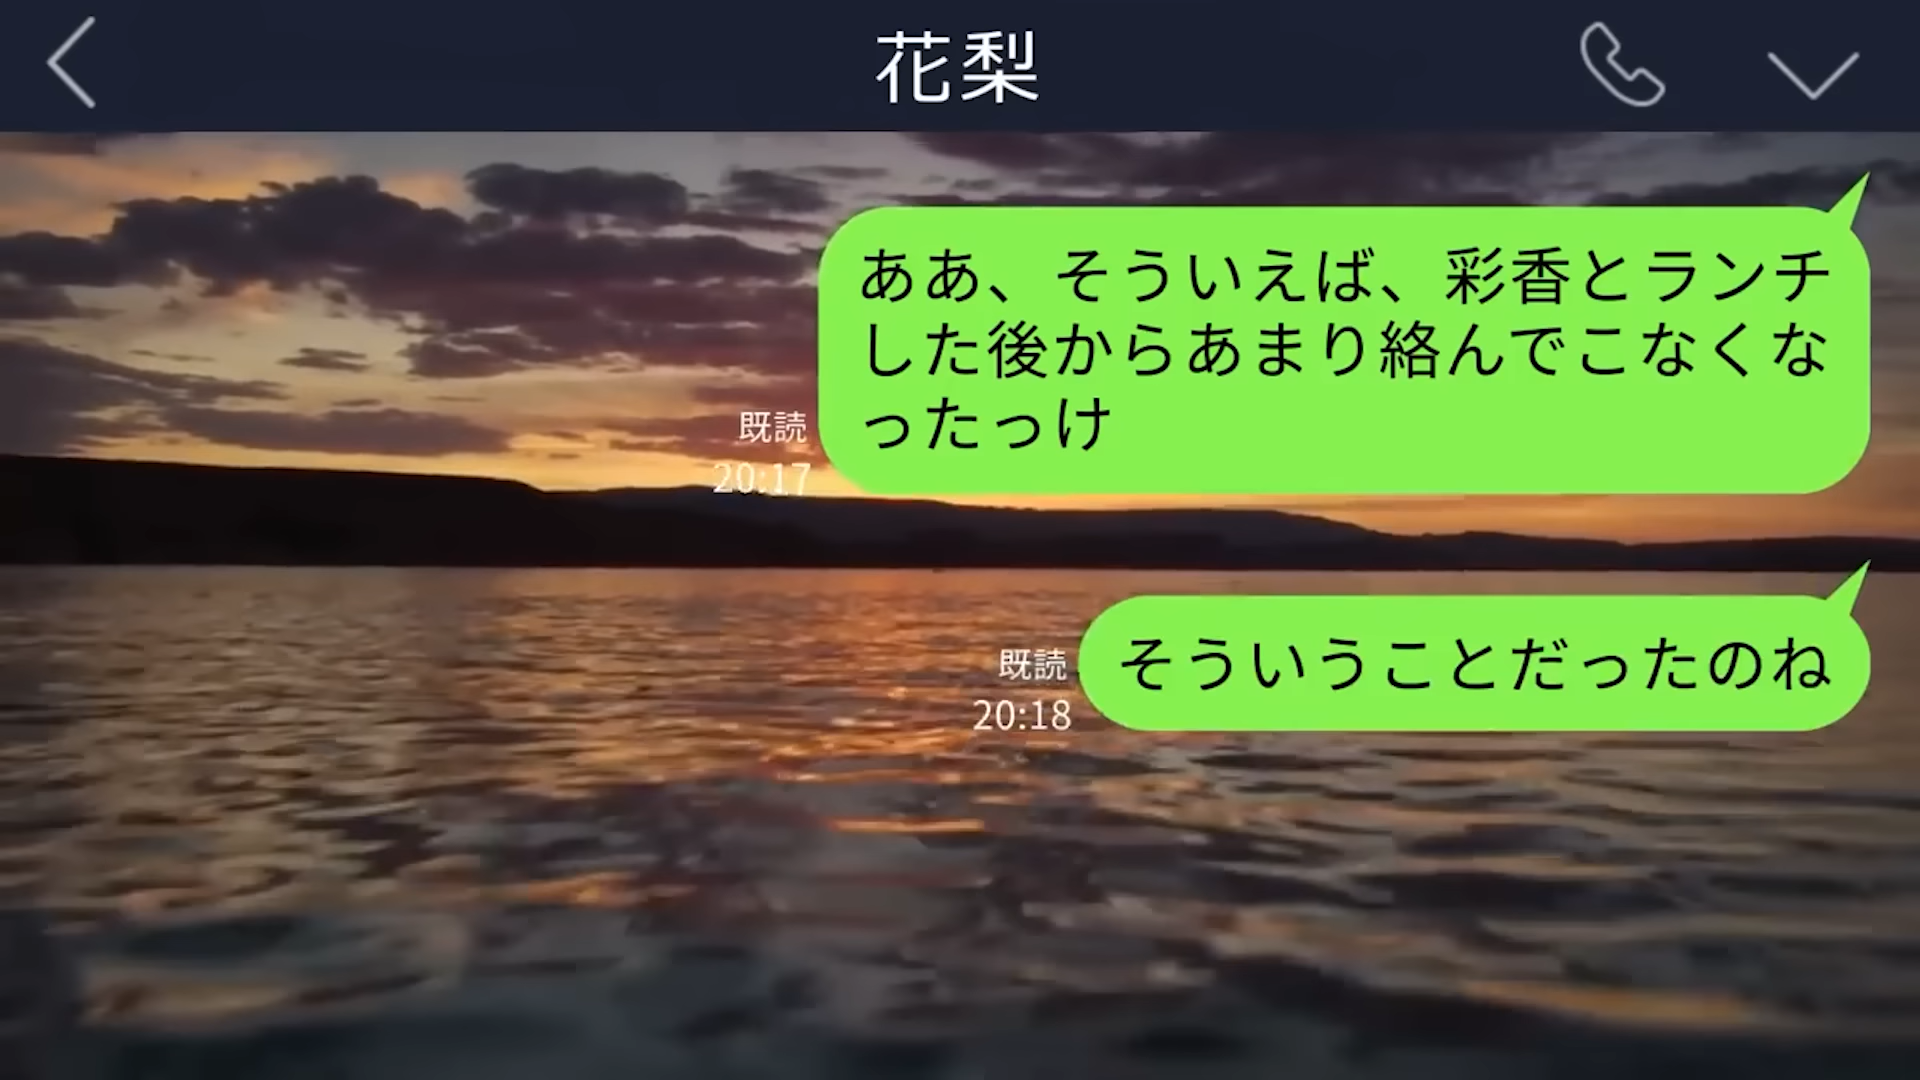 花梨
ああ、そういえば、彩香とランチ
した後からあまり絡んでこなくな
ったっけ
既読
20:17
そういうことだったのね
既読
20:18